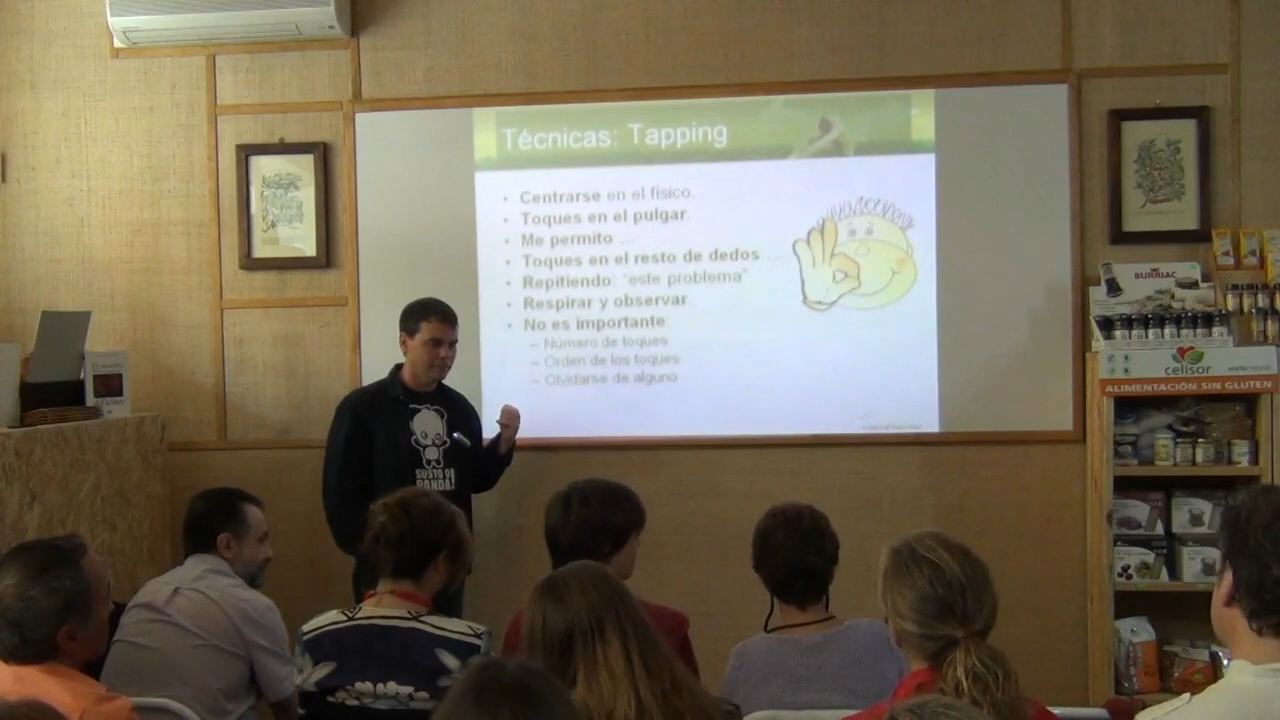 Técnicas: Tapping
• Centrarse en el físico.
• Toques en el pulgar.
• Me permito ...
• Toques en el resto de dedos ...
• Repitiendo: "este problema"
• Respirar y observar
• No es importante:
– Número de toques
– Orden de los toques
– Olvidarse de alguno
SUSTO O
PANDA!
BURRIAC
celisor
ALIMENTACIÓN SIN GLUTEN